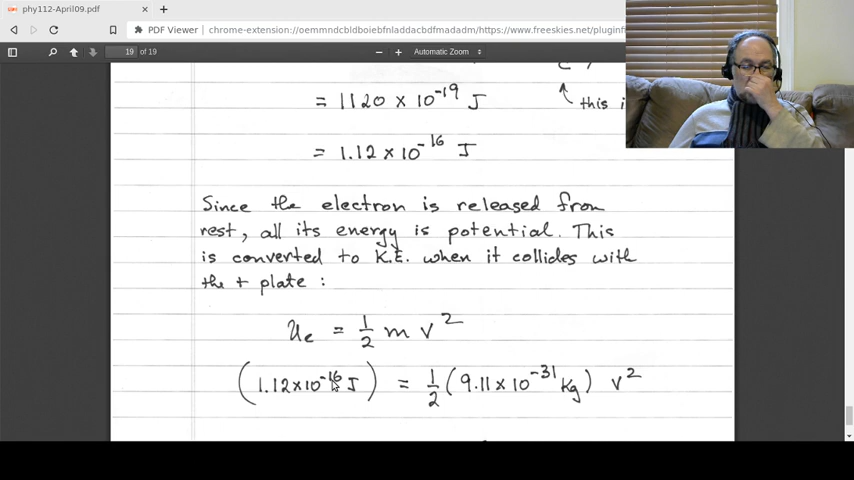 phy112-April09.pdf
PDF Viewer
chrome-extension://oemmndcbldboiebfnladdacbdfmadadm/https://www.freeskies.net/pluginfi
19 of 19
Automatic Zoom
= 1120 × 10⁻¹⁹ J
this i
= 1.12 × 10⁻¹⁶ J
Since the electron is released from
rest, all its energy is potential. This
is converted to K.E. when it collides with
the + plate :
Ue = 1/2 m v²
(1.12×10⁻¹⁶ J) = 1/2 (9.11 × 10⁻³¹ Kg) v²